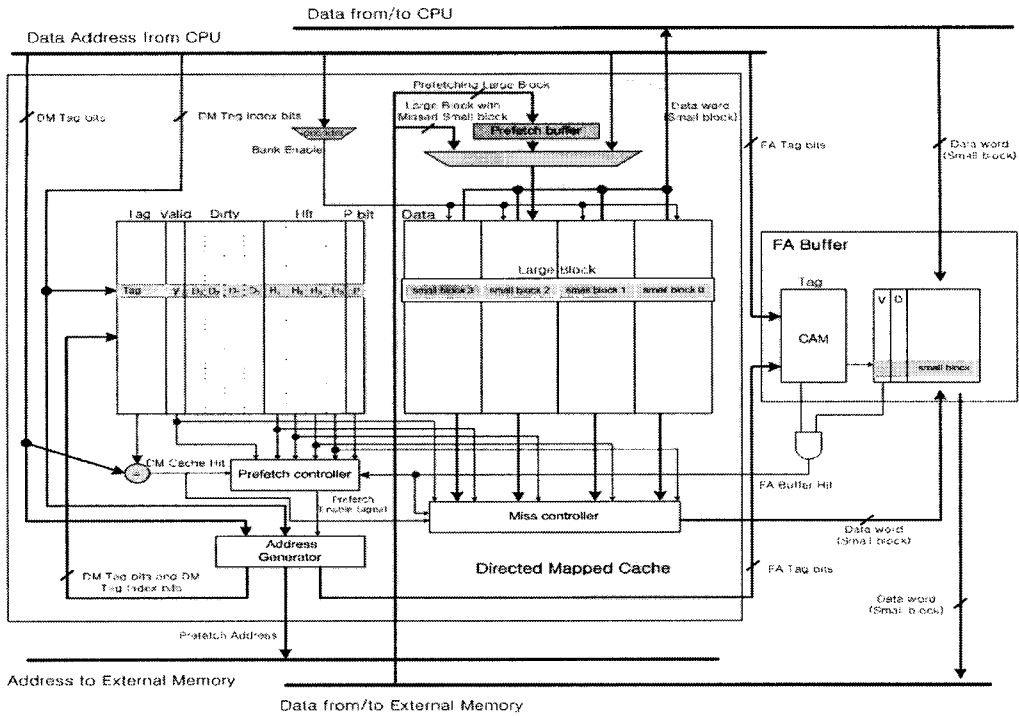 Data from/to CPU
Data Address from CPU
Prefetching Large Block
Large Block with
Missed Small block
Prefetch buffer
DM Tag bits
DM Tag Index bits
Bank Enable
Data word
(Small block)
FA Tag bits
Data word
(Small block)
Tag Valid Dirty Hit P bit
Data
FA Buffer
Large Block
Tag V
small block 3 small block 2 small block 1 small block 0
Tag
V D
CAM
small block
DM Cache Hit
Prefetch controller
FA Buffer Hit
Prefetch
Enable Signal
Miss controller
Data word
(Small block)
Address
Generator
Directed Mapped Cache
DM Tag bits and DM
Tag Index bits
FA Tag bits
Data word
(Small block)
Prefetch Address
Address to External Memory
Data from/to External Memory